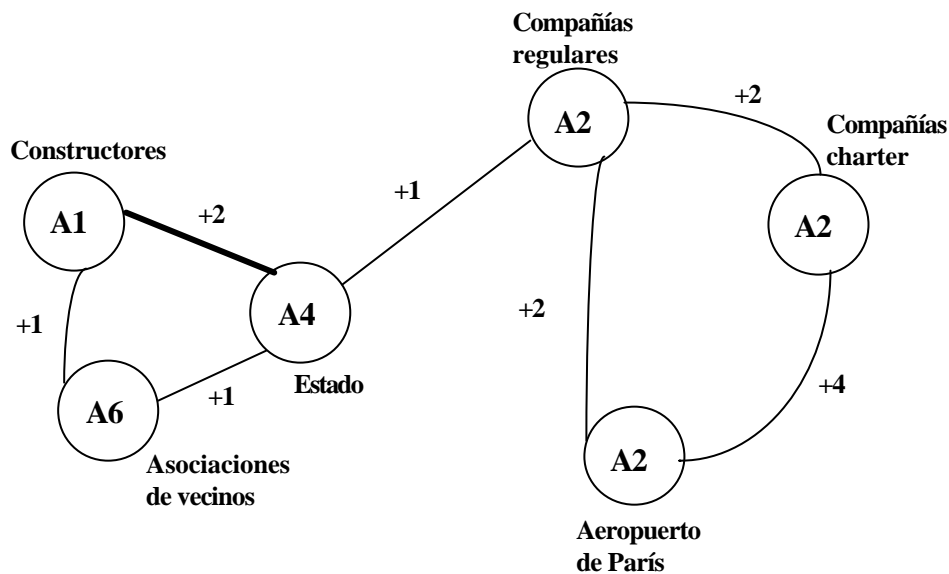 Compañías
regulares
A2
+2
Compañías
charter
A2
Constructores
A1
+2
+1
+1
A4
Estado
+2
A6
+1
Asociaciones
de vecinos
+4
A2
Aeropuerto
de París